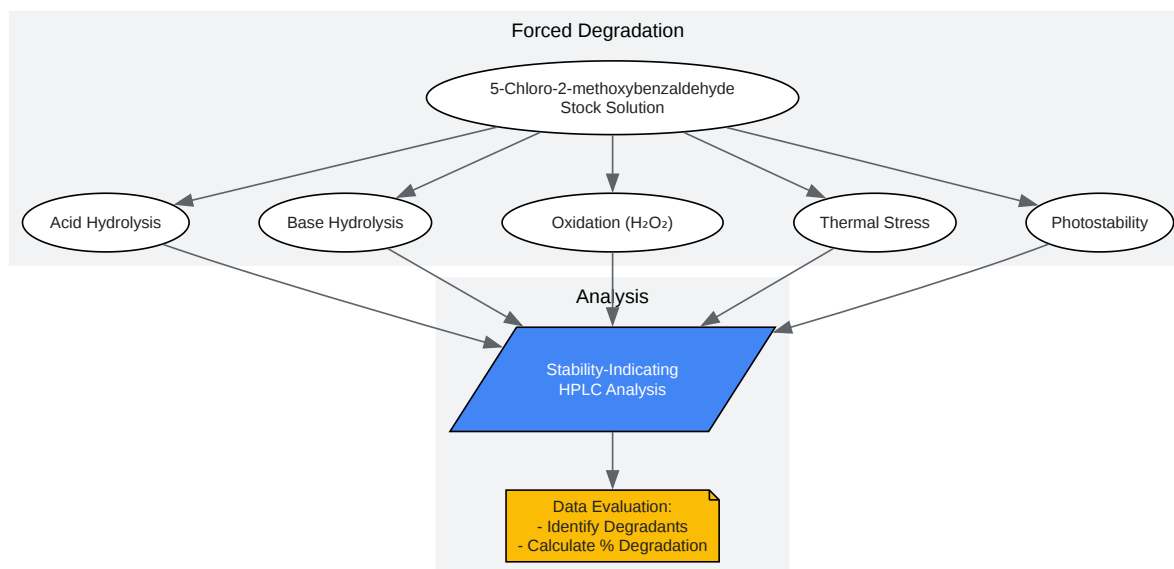 Forced Degradation
5-Chloro-2-methoxybenzaldehyde
Stock Solution
Acid Hydrolysis
Base Hydrolysis
Oxidation (H₂O₂)
Thermal Stress
Photostability
Analysis
Stability-Indicating
HPLC Analysis
Data Evaluation:
- Identify Degradants
- Calculate % Degradation